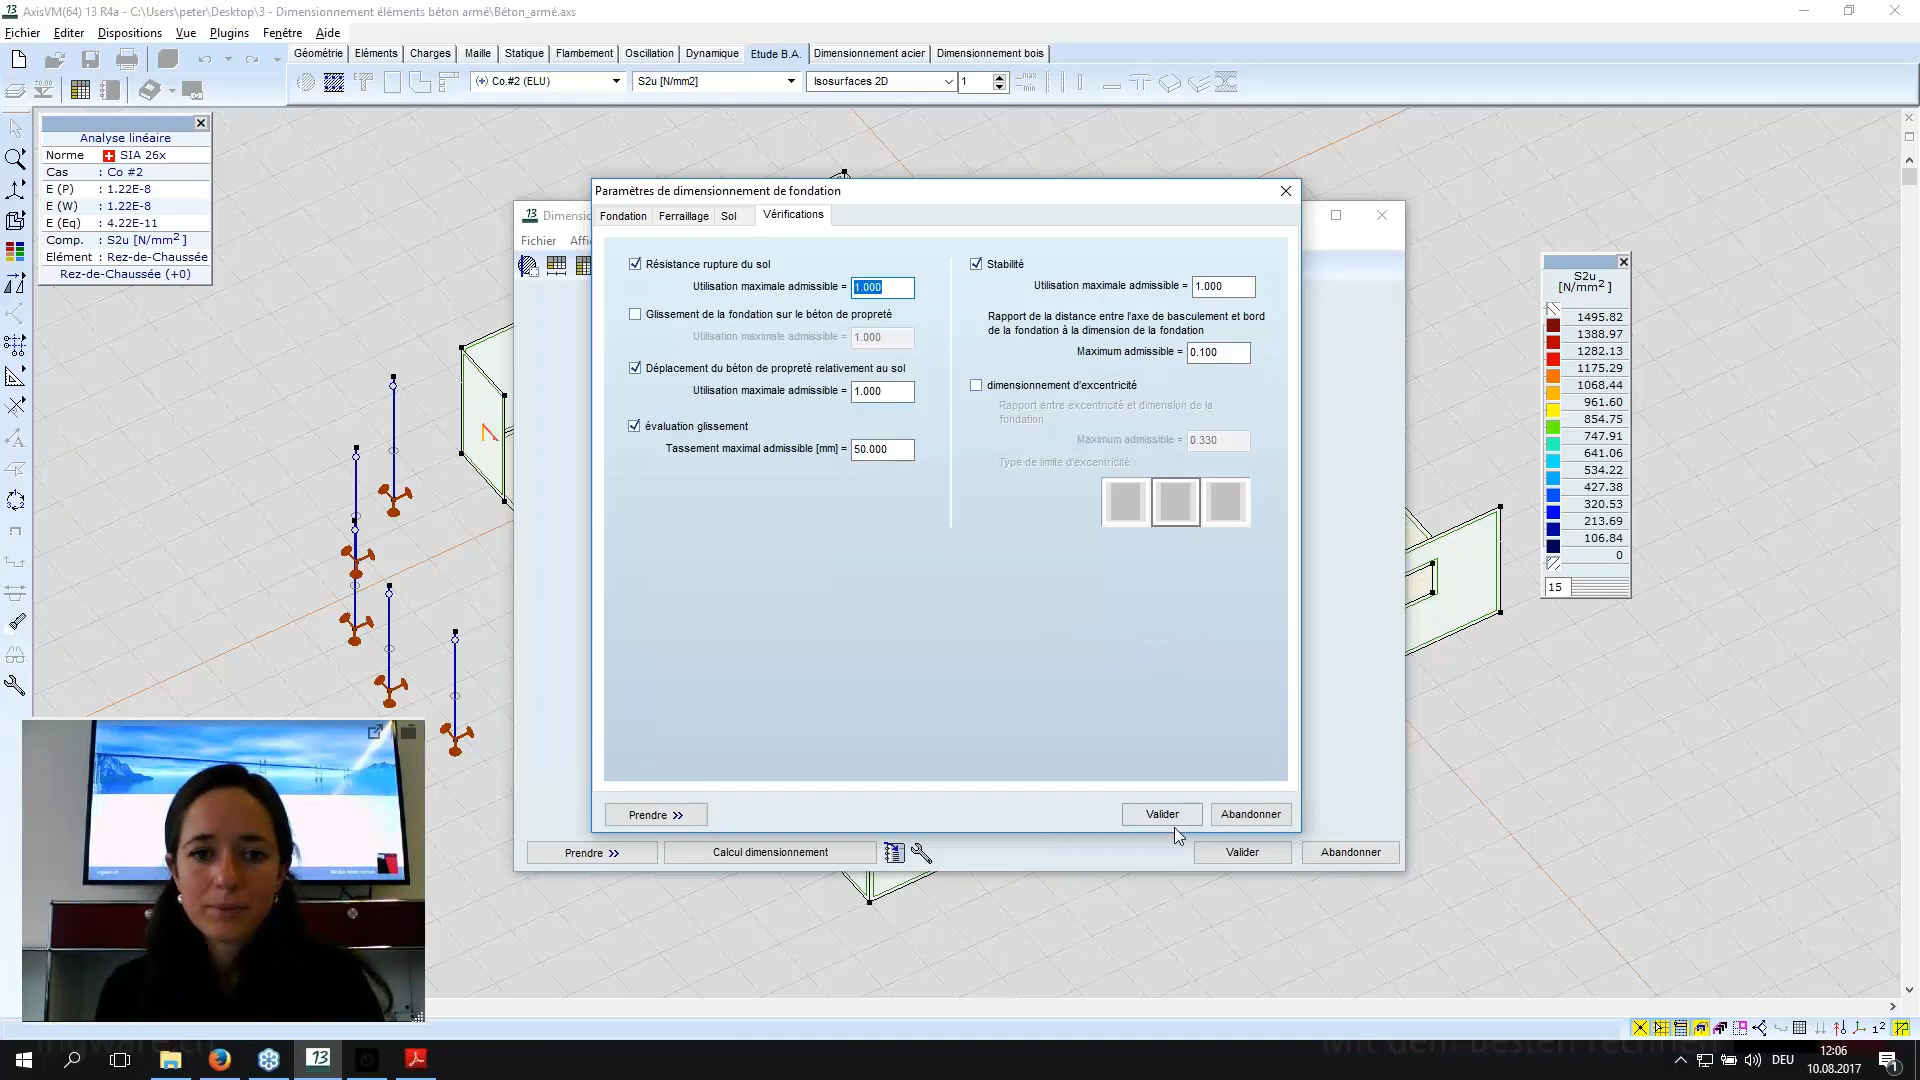 AxisVM(64) 13 R4a - C:\Users\peter\Desktop\3 - Dimensionnement éléments béton armé\Béton_armé.axs
Fichier Editer Dispositions Vue Plugins Fenêtre Aide
Géométrie Eléments Charges Maille Statique Flambement Oscillation Dynamique Etude B.A. Dimensionnement acier Dimensionnement bois
(+) Co.#2 (ELU) S2u [N/mm2] Isosurfaces 2D 1
Analyse linéaire
Norme SIA 26x
Cas : Co #2
E (P) : 1.22E-8
E (W) : 1.22E-8
E (Eq) : 4.22E-11
Comp. : S2u [N/mm2]
Elément : Rez-de-Chaussée
Rez-de-Chaussée (+0)
Fichier
Paramètres de dimensionnement de fondation
Fondation Ferraillage Sol Vérifications
Résistance rupture du sol
Utilisation maximale admissible = 1.000
Glissement de la fondation sur le béton de propreté
Utilisation maximale admissible = 1.000
Déplacement du béton de propreté relativement au sol
Utilisation maximale admissible = 1.000
évaluation glissement
Tassement maximal admissible [mm] = 50.000
Stabilité
Utilisation maximale admissible = 1.000
Rapport de la distance entre l'axe de basculement et bord
de la fondation à la dimension de la fondation
Maximum admissible = 0.100
dimensionnement d'excentricité
Rapport entre excentricité et dimension de la
fondation
Maximum admissible = 0.330
Type de limite d'excentricité
Prendre >> Valider Abandonner
Prendre >> Calcul dimensionnement Valider Abandonner
S2u
[N/mm2]
1495.82
1388.97
1282.13
1175.29
1068.44
961.60
854.75
747.91
641.06
534.22
427.38
320.53
213.69
106.84
0
15
DEU
12:06
10.08.2017